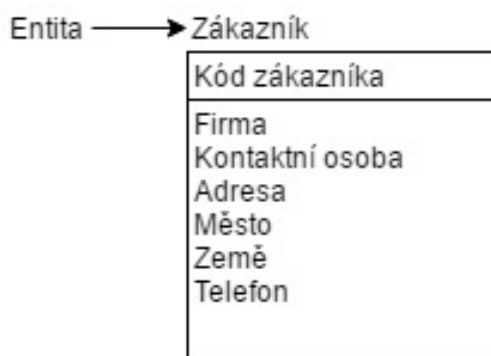 Entita Zákazník
Kód zákazníka
Firma
Kontaktní osoba
Adresa
Město
Země
Telefon